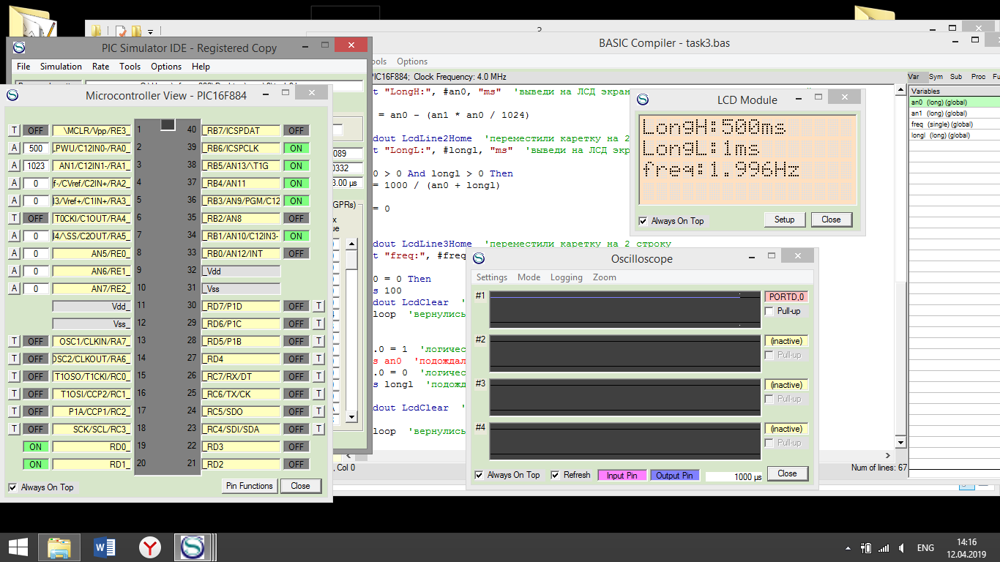 3
BASIC Compiler - task3.bas
PIC Simulator IDE - Registered Copy
File Simulation Rate Tools Options Help
ools Options
PIC16F884; Clock Frequency: 4.0 MHz
Var Sym Sub Proc Fu
Variables
an0 (long) (global)
an1 (long) (global)
freq (single) (global)
longl (long) (global)
t "LongH:", #an0, "ms" 'выведи на ЛСД экран
= an0 - (an1 * an0 / 1024)
dout LcdLine2Home 'переместили каретку на 2
t "LongL:", #longl, "ms" 'выведи на ЛСД экр
0 > 0 And longl > 0 Then
= 1000 / (an0 + longl)
= 0
dout LcdLine3Home 'переместили каретку на 2 строку
t "freq:", #freq
0 = 0 Then
s 100
dout LcdClear '
loop 'вернулись
.0 = 1 'логичес
s an0 'подождал
.0 = 0 'логичес
s longl 'подожд
dout LcdClear '
loop 'вернулись
, Col 0
Num of lines: 67
089
0332
3.00 µs
GPRs)
Microcontroller View - PIC16F884
T OFF \MCLR/Vpp/RE3_ 1 40 _RB7/ICSPDAT OFF
A 500 _PWU/C12IN0-/RA0_ 2 39 _RB6/ICSPCLK ON
A 1023 AN1/C12IN1-/RA1_ 3 38 _RB5/AN13/\T1G ON
A 0 f-/CVref/C2IN+/RA2_ 4 37 _RB4/AN11 ON
A 0 I3/Vref+/C1IN+/RA3_ 5 36 _RB3/AN9/PGM/C12 ON
T OFF T0CKI/C1OUT/RA4_ 6 35 _RB2/AN8 OFF
A 0 I4/\SS/C2OUT/RA5_ 7 34 _RB1/AN10/C12IN3- ON
A 0 AN5/RE0_ 8 33 _RB0/AN12/INT OFF
A 0 AN6/RE1_ 9 32 _Vdd
A 0 AN7/RE2_ 10 31 _Vss
Vdd_ 11 30 _RD7/P1D OFF T
Vss_ 12 29 _RD6/P1C OFF T
T OFF OSC1/CLKIN/RA7_ 13 28 _RD5/P1B OFF T
T OFF OSC2/CLKOUT/RA6_ 14 27 _RD4 OFF T
T OFF T1OSO/T1CKI/RC0_ 15 26 _RC7/RX/DT OFF T
T OFF T1OSI/CCP2/RC1_ 16 25 _RC6/TX/CK OFF T
T OFF P1A/CCP1/RC2_ 17 24 _RC5/SDO OFF T
T OFF SCK/SCL/RC3_ 18 23 _RC4/SDI/SDA OFF T
ON RD0_ 19 22 _RD3 OFF
ON RD1_ 20 21 _RD2 OFF
Always On Top Pin Functions Close
LCD Module
LongH:500ms
LongL:1ms
freq:1.996Hz
Always On Top Setup Close
Oscilloscope
Settings Mode Logging Zoom
#1 PORTD,0
Pull-up
#2 (inactive)
Pull-up
#3 (inactive)
Pull-up
#4 (inactive)
Pull-up
Always On Top Refresh Input Pin Output Pin 1000 µs Close
ENG
14:16
12.04.2019